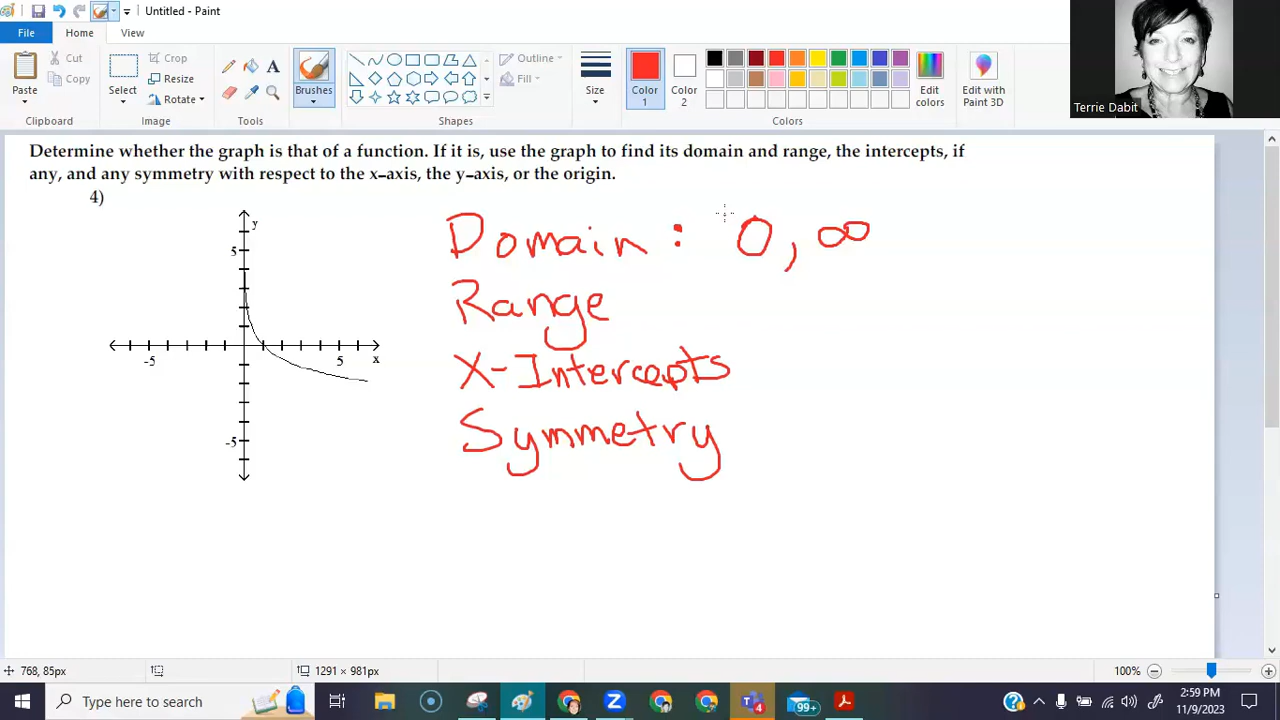 Untitled - Paint
File
Home
View
Paste
Cut
Copy
Clipboard
Select
Crop
Resize
Rotate
Image
A
Tools
Brushes
Outline
Fill
Shapes
Size
Color 1
Color 2
Edit colors
Edit with Paint 3D
Colors
Terrie Dabit
Determine whether the graph is that of a function. If it is, use the graph to find its domain and range, the intercepts, if
any, and any symmetry with respect to the x-axis, the y-axis, or the origin.
4)
y
5
-5
5
x
-5
Domain: 0, ∞
Range
X-Intercepts
Symmetry
768, 85px
1291 × 981px
100%
Type here to search
4
99+
2:59 PM
11/9/2023